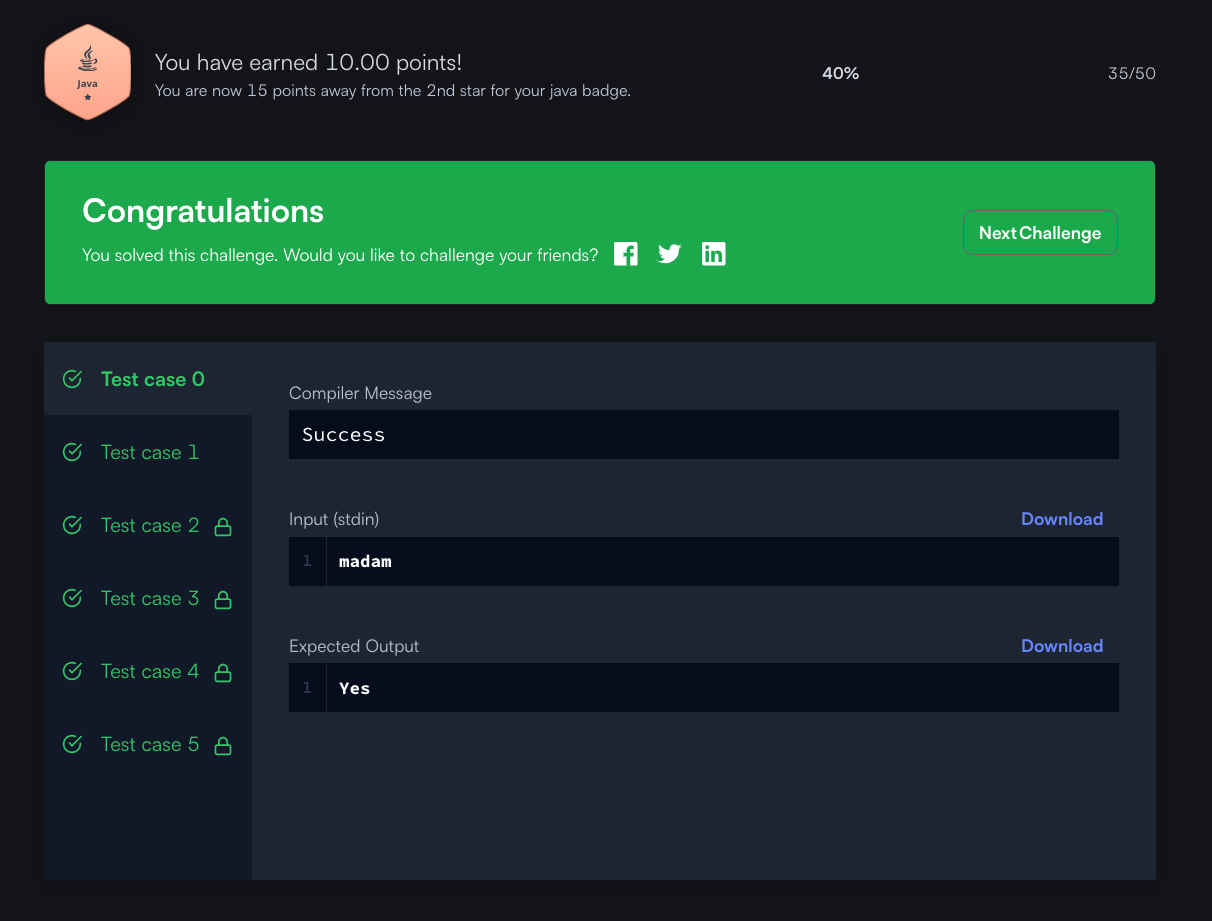 Java
You have earned 10.00 points!
You are now 15 points away from the 2nd star for your java badge.
40%
35/50
Congratulations
You solved this challenge. Would you like to challenge your friends?
Next Challenge
Test case 0
Test case 1
Test case 2
Test case 3
Test case 4
Test case 5
Compiler Message
Success
Input (stdin)
Download
1 madam
Expected Output
Download
1 Yes